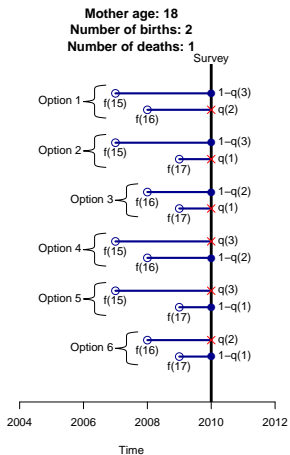 Mother age: 18
Number of births: 2
Number of deaths: 1
Survey
Option 1
f(15)
1−q(3)
f(16)
q(2)
Option 2
f(15)
1−q(3)
f(17)
q(1)
Option 3
f(16)
1−q(2)
f(17)
q(1)
Option 4
f(15)
q(3)
f(16)
1−q(2)
Option 5
f(15)
q(3)
f(17)
1−q(1)
Option 6
f(16)
q(2)
f(17)
1−q(1)
2004 2006 2008 2010 2012
Time